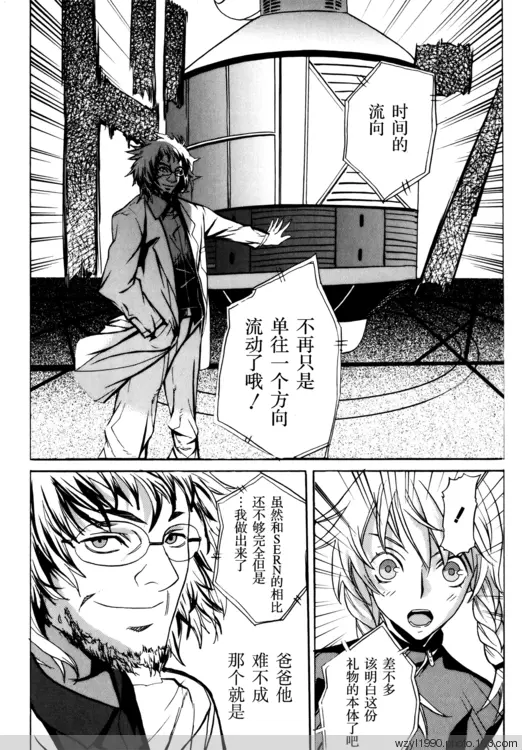 时间的
流向
不再只是
单往一个方向
流动了哦！
！
差不多
该明白这份
礼物的本体了吧
虽然和SERN的相比
还不够完全但是
…我做出来了
爸爸他
难不成
那个就是
wzyl1990.photo.163.com